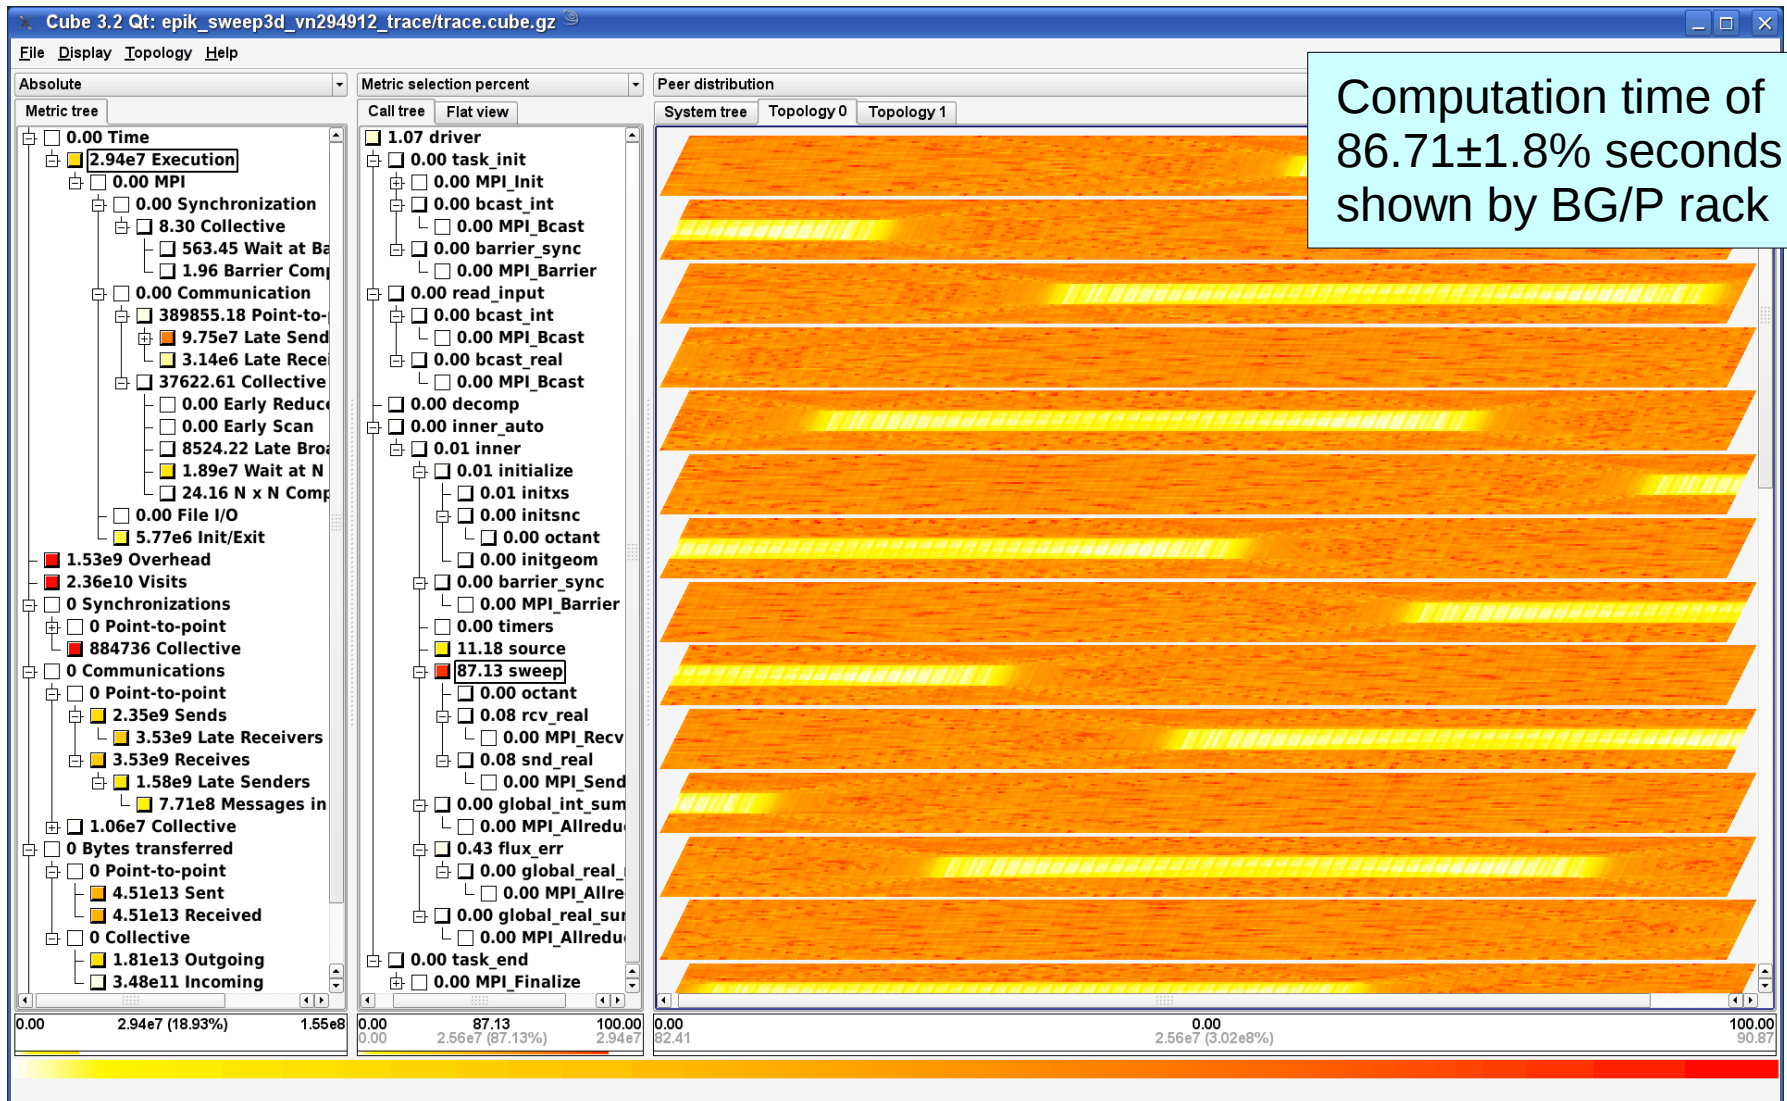 Cube 3.2 Qt: epik_sweep3d_vn294912_trace/trace.cube.gz
File Display Topology Help
Absolute
Metric tree
0.00 Time
2.94e7 Execution
0.00 MPI
0.00 Synchronization
8.30 Collective
563.45 Wait at Ba
1.96 Barrier Comp
0.00 Communication
389855.18 Point-to-
9.75e7 Late Send
3.14e6 Late Recei
37622.61 Collective
0.00 Early Reduce
0.00 Early Scan
8524.22 Late Broa
1.89e7 Wait at N
24.16 N x N Comp
0.00 File I/O
5.77e6 Init/Exit
1.53e9 Overhead
2.36e10 Visits
0 Synchronizations
0 Point-to-point
884736 Collective
0 Communications
0 Point-to-point
2.35e9 Sends
3.53e9 Late Receivers
3.53e9 Receives
1.58e9 Late Senders
7.71e8 Messages in
1.06e7 Collective
0 Bytes transferred
0 Point-to-point
4.51e13 Sent
4.51e13 Received
0 Collective
1.81e13 Outgoing
3.48e11 Incoming
0.00 2.94e7 (18.93%) 1.55e8
Metric selection percent
Call tree Flat view
1.07 driver
0.00 task_init
0.00 MPI_Init
0.00 bcast_int
0.00 MPI_Bcast
0.00 barrier_sync
0.00 MPI_Barrier
0.00 read_input
0.00 bcast_int
0.00 MPI_Bcast
0.00 bcast_real
0.00 MPI_Bcast
0.00 decomp
0.00 inner_auto
0.01 inner
0.01 initialize
0.01 initxs
0.00 initsnc
0.00 octant
0.00 initgeom
0.00 barrier_sync
0.00 MPI_Barrier
0.00 timers
11.18 source
87.13 sweep
0.00 octant
0.08 rcv_real
0.00 MPI_Recv
0.08 snd_real
0.00 MPI_Send
0.00 global_int_sum
0.00 MPI_Allredu
0.43 flux_err
0.00 global_real_
0.00 MPI_Allre
0.00 global_real_sur
0.00 MPI_Allredu
0.00 task_end
0.00 MPI_Finalize
0.00 87.13 100.00
0.00 2.56e7 (87.13%) 2.94e7
Peer distribution
System tree Topology 0 Topology 1
Computation time of
86.71±1.8% seconds
shown by BG/P rack
0.00 0.00 100.00
82.41 2.56e7 (3.02e8%) 90.87